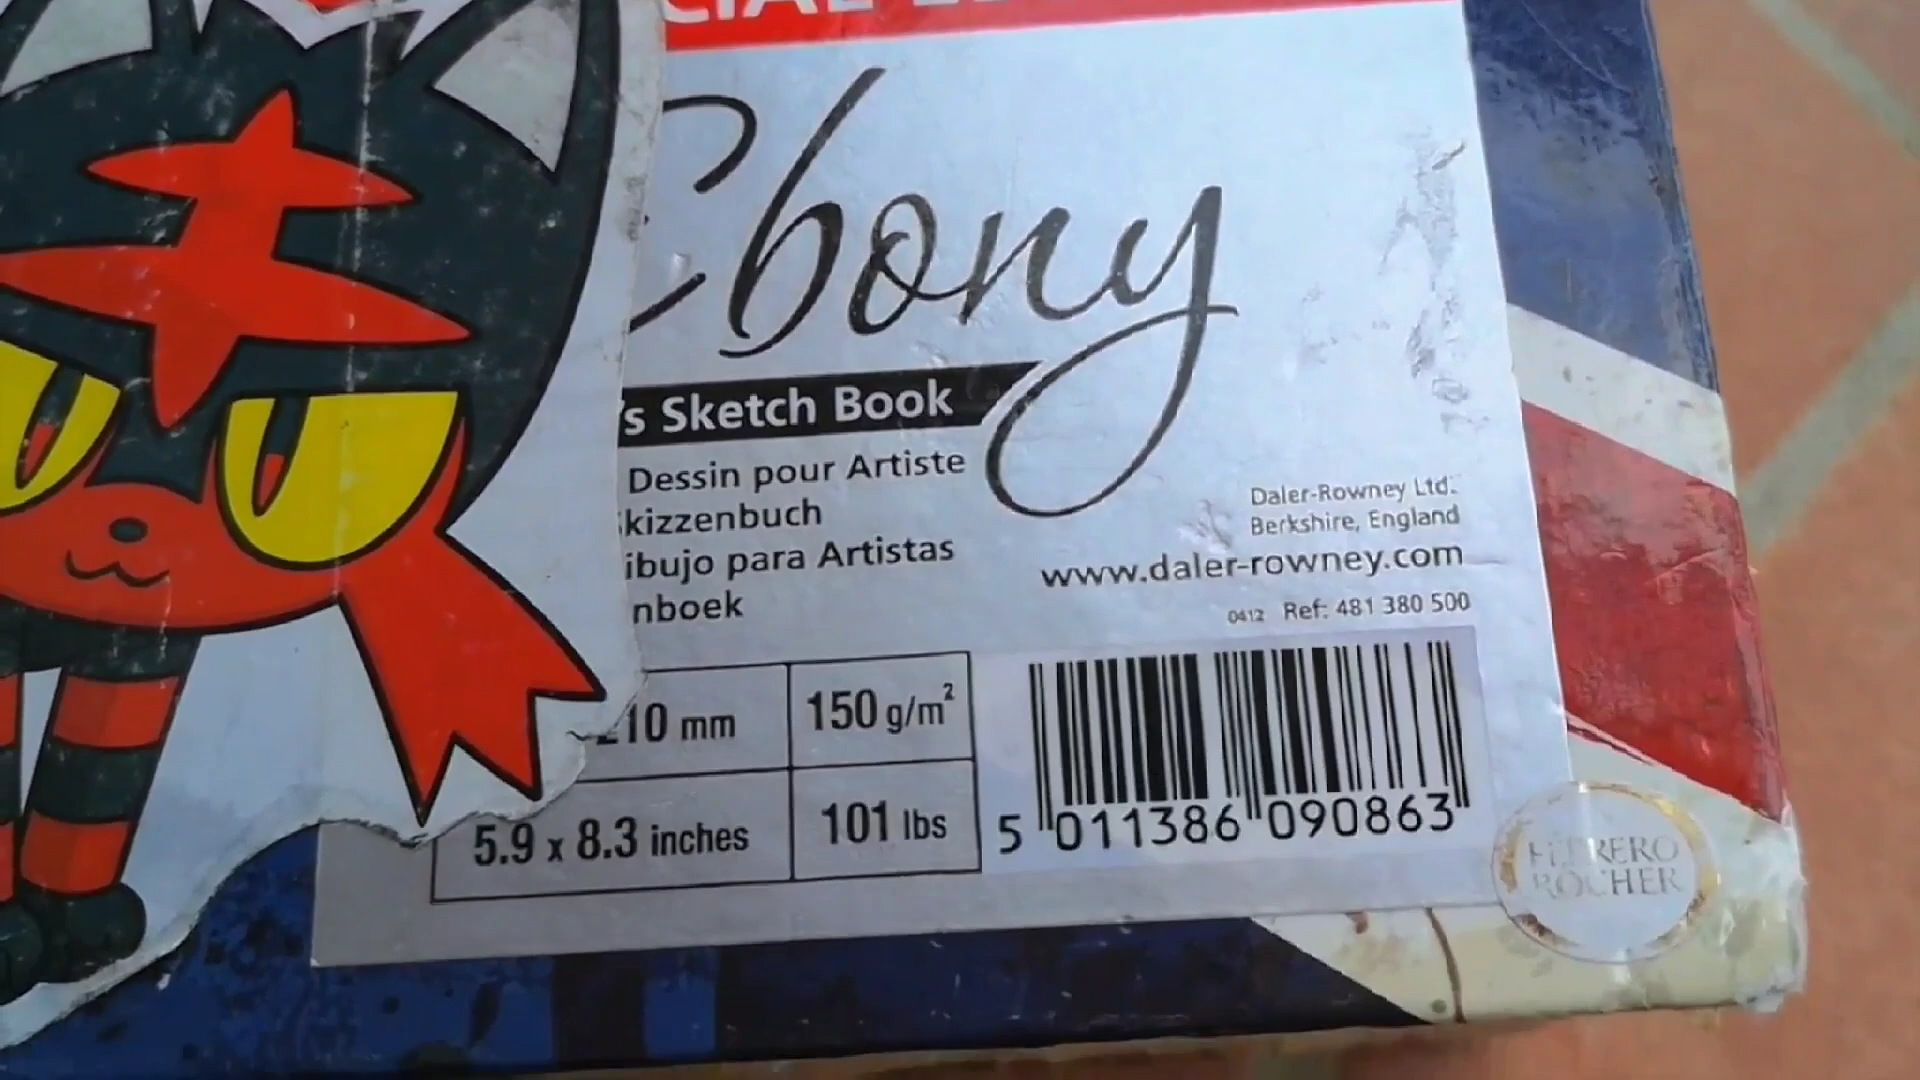 Ebony
's Sketch Book
Dessin pour Artiste
kizzenbuch
ibujo para Artistas
nboek
Daler-Rowney Ltd.
Berkshire, England
www.daler-rowney.com
0412 Ref: 481 380 500
210 mm
150 g/m²
5.9 x 8.3 inches
101 lbs
5 011386 090863
FERRERO
ROCHER